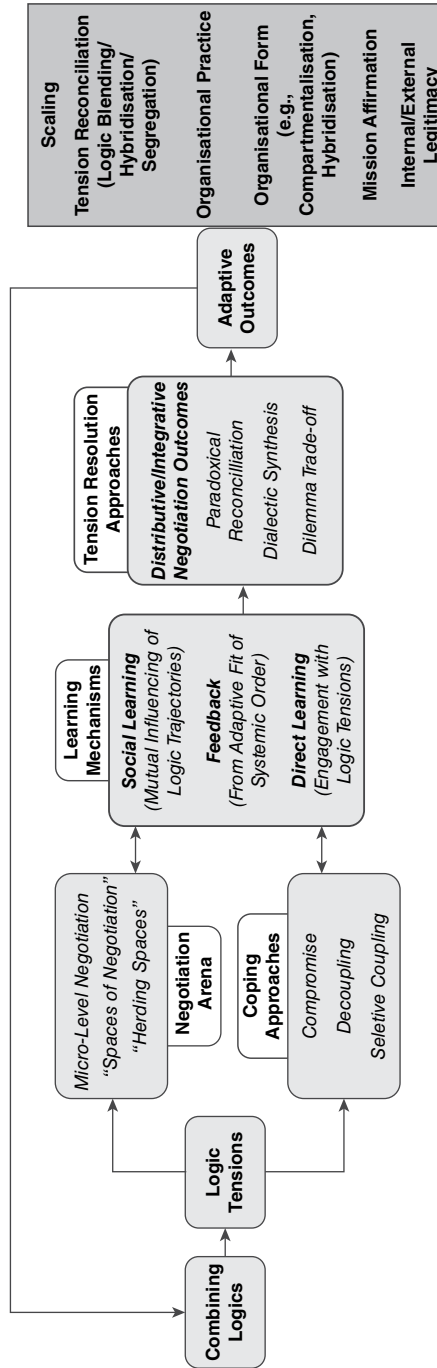 Combining
Logics
Logic
Tensions
Micro-Level Negotiation
“Spaces of Negotiation”
“Herding Spaces”
Negotiation
Arena
Coping
Approaches
Compromise
Decoupling
Seletive Coupling
Learning
Mechanisms
Social Learning
(Mutual Influencing of
Logic Trajectories)
Feedback
(From Adaptive Fit of
Systemic Order)
Direct Learning
(Engagement with
Logic Tensions)
Tension Resolution
Approaches
Distributive/Integrative
Negotiation Outcomes
Paradoxical
Reconcilliation
Dialectic Synthesis
Dilemma Trade-off
Adaptive
Outcomes
Scaling
Tension Reconciliation
(Logic Blending/
Hybridisation/
Segregation)
Organisational Practice
Organisational Form
(e.g.,
Compartmentalisation,
Hybridisation)
Mission Affirmation
Internal/External
Legitimacy